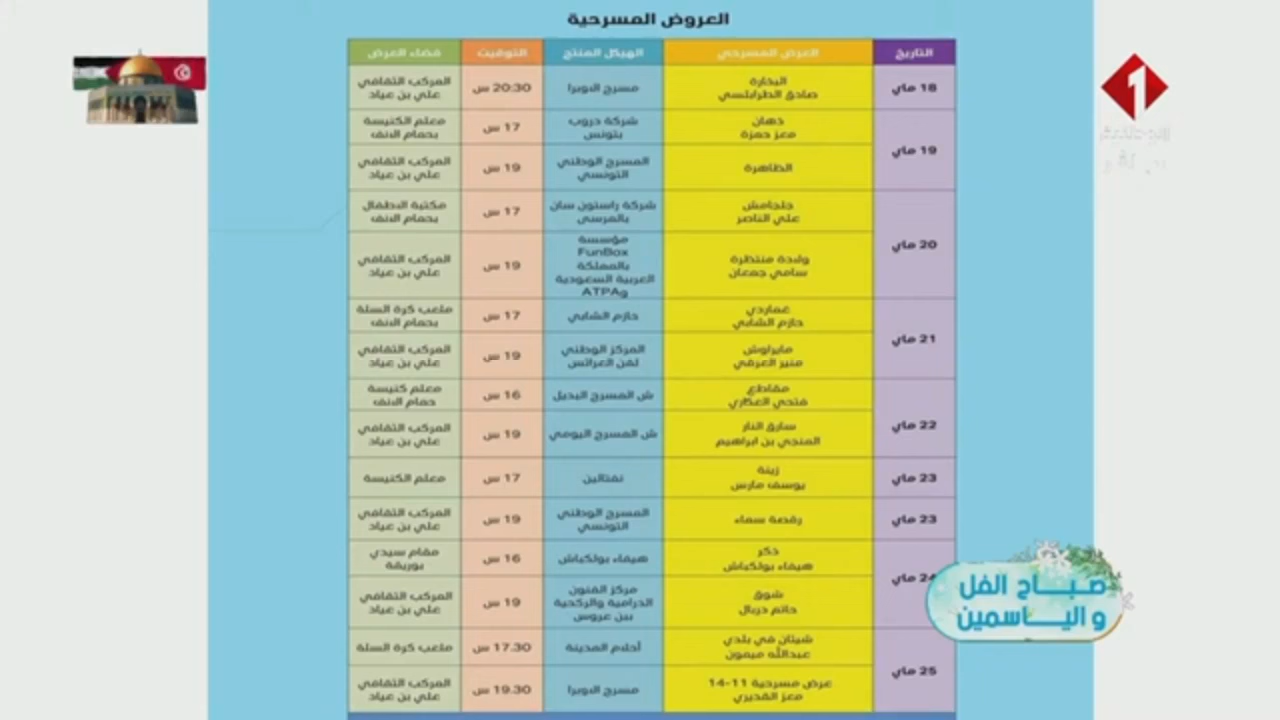 العروض المسرحية
التاريخ العرض المسرحي الهيكل المنتج التوقيت فضاء العرض
18 ماي البخارة مسرح الاوبرا 20:30 س المركب الثقافي
صادق الطرابلسي علي بن عياد
19 ماي دهان شركة دروب 17 س معلم الكنيسة
معز حمزة بتونس بحمام الانف
الظاهرة المسرح الوطني 19 س المركب الثقافي
التونسي علي بن عياد
20 ماي جلجامش شركة راستون سان 17 س مكتبة الاطفال
علي الناصر بالمرسى بحمام الانف
ولادة منتظرة مؤسسة 19 س المركب الثقافي
سامي جمعان FunBox علي بن عياد
بالمملكة
العربية السعودية
وATPA
21 ماي غماردي حازم الشابي 17 س ملعب كرة السلة
حازم الشابي بحمام الانف
مايراوش المركز الوطني 19 س المركب الثقافي
منير العرقي لفن العرائس علي بن عياد
22 ماي مقاطع ش المسرح البديل 16 س معلم كنيسة
فتحي العكاري حمام الانف
سارق النار ش المسرح اليومي 19 س المركب الثقافي
المنجي بن ابراهيم علي بن عياد
23 ماي زينة نفتالين 17 س معلم الكنيسة
يوسف مارس
23 ماي رقصة سماء المسرح الوطني 19 س المركب الثقافي
التونسي علي بن عياد
24 ماي ذكر هيفاء بولكباش 16 س مقام سيدي
هيفاء بولكباش بوريقة
شوق مركز الفنون 19 س المركب الثقافي
حاتم دربال الدرامية والركحية علي بن عياد
ببن عروس
25 ماي شيتان في بلدي أحلام المدينة 17.30 س ملعب كرة السلة
عبدالله ميمون
عرض مسرحية 11-14 مسرح الاوبرا 19.30 س المركب الثقافي
معز القديري علي بن عياد
1
صباح الفل
و الياسمين